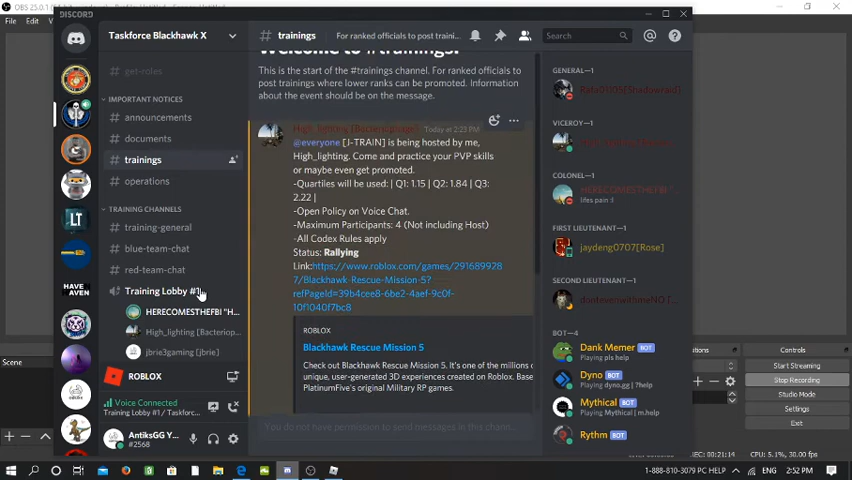 OBS 25.0.1
File
DISCORD
Taskforce Blackhawk X
get-roles
IMPORTANT NOTICES
announcements
documents
trainings
operations
TRAINING CHANNELS
training-general
blue-team-chat
red-team-chat
Training Lobby #1
HERECOMESTHEFBI "H...
High_lighting [Bacteriop...
jbrie3gaming [jbrie]
ROBLOX
Voice Connected
Training Lobby #1 / Taskforc...
AntiksGG Y...
#2568
trainings
For ranked officials to post traini...
Search
Welcome to #trainings!
This is the start of the #trainings channel. For ranked officials to
post trainings where lower ranks can be promoted. Information
about the event should be on the message.
High_lighting [Bacteriophage] Today at 2:23 PM
@everyone [J-TRAIN] is being hosted by me,
High_lighting. Come and practice your PVP skills
or maybe even get promoted.
-Quartiles will be used: | Q1: 1.15 | Q2: 1.84 | Q3:
2.22 |
-Open Policy on Voice Chat.
-Maximum Participants: 4 (Not including Host)
-All Codex Rules apply
Status: Rallying
Link:https://www.roblox.com/games/291689928
7/Blackhawk-Rescue-Mission-5?
refPageId=39b4cee8-6be2-4aef-9c0f-
10f1040f7bc8
ROBLOX
Blackhawk Rescue Mission 5
Check out Blackhawk Rescue Mission 5. It's one of the millions o
unique, user-generated 3D experiences created on Roblox. Base
PlatinumFive's original Military RP games.
You do not have permission to send messages in this chann...
GENERAL—1
VICEROY—1
COLONEL—1
HERECOMESTHEFBI "...
lifes pain :l
FIRST LIEUTENANT—1
jaydeng0707[Rose]
SECOND LIEUTENANT—1
dontevenwithmeNO [...
BOT—4
Dank Memer BOT
Playing pls help
Dyno BOT
Playing dyno.gg | ?help
Mythical BOT
Playing Mythical | m.help
Rythm BOT
Scene
Controls
Start Streaming
Stop Recording
Studio Mode
Settings
Exit
CPU: 5.1%, 30.00 fps
1-888-810-3079 PC HELP
ENG
2:52 PM